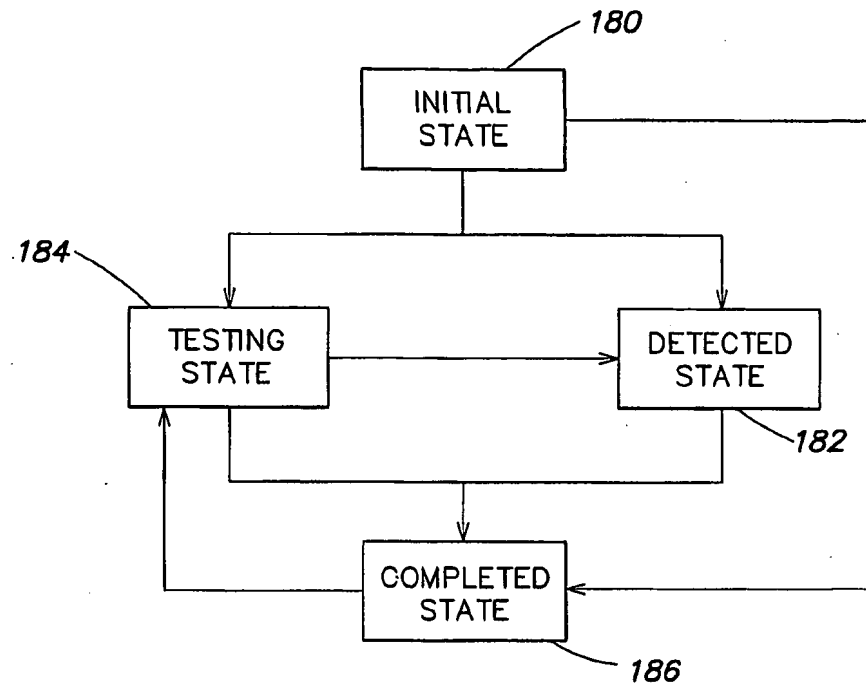 180
INITIAL
STATE
184
TESTING
STATE
DETECTED
STATE
182
COMPLETED
STATE
186